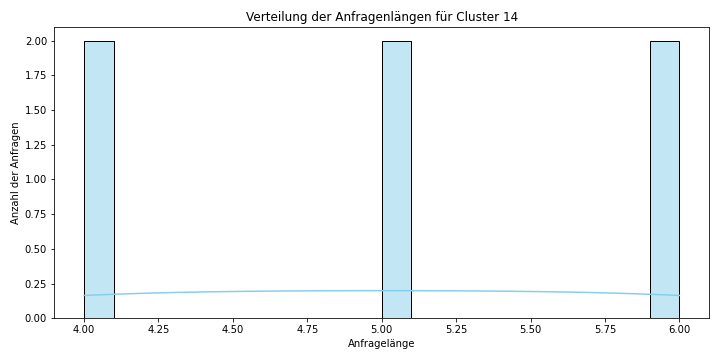 Verteilung der Anfragenlängen für Cluster 14
Anzahl der Anfragen
2.00
1.75
1.50
1.25
1.00
0.75
0.50
0.25
0.00
4.00 4.25 4.50 4.75 5.00 5.25 5.50 5.75 6.00
Anfragelänge